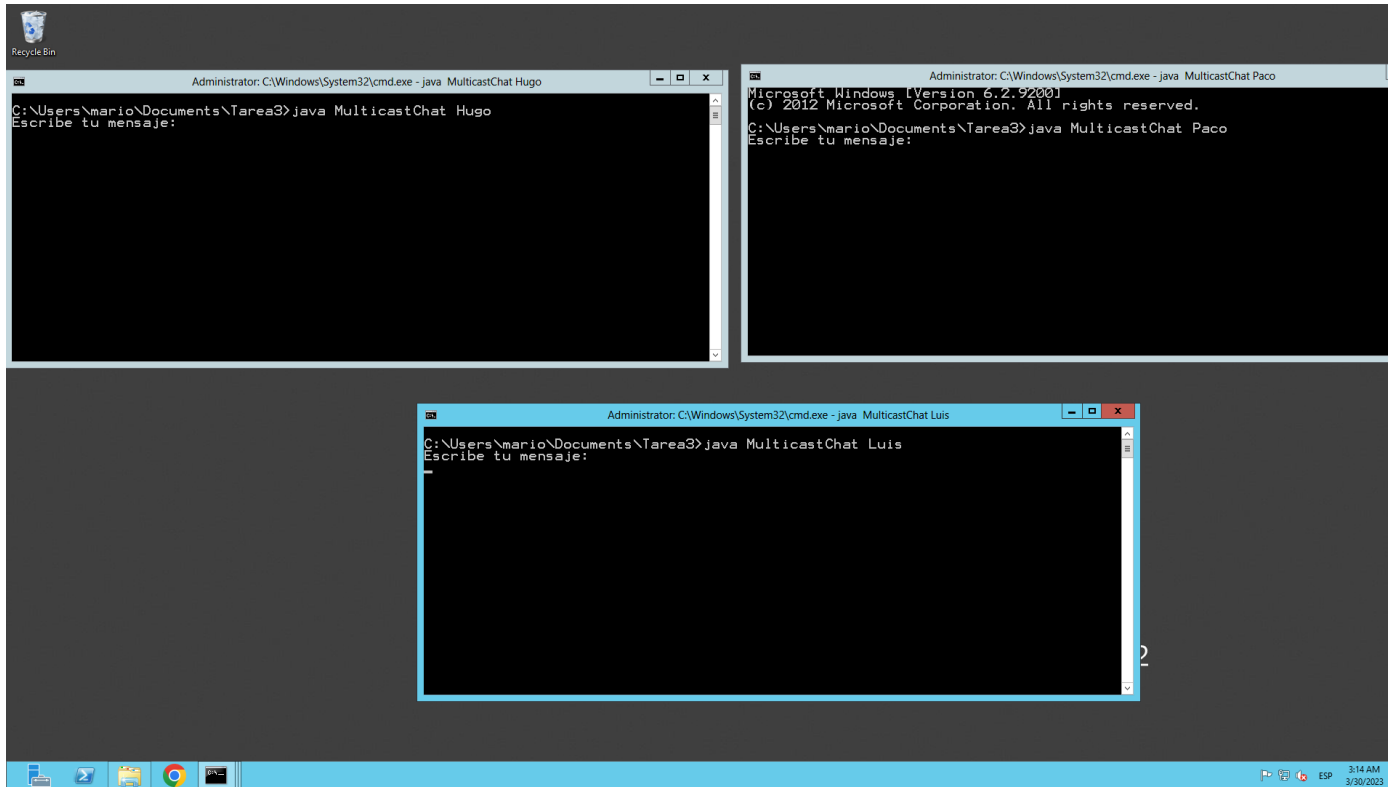 Recycle Bin
Administrator: C:\Windows\System32\cmd.exe - java  MulticastChat Hugo
C:\Users\mario\Documents\Tarea3>java MulticastChat Hugo
Escribe tu mensaje:
Administrator: C:\Windows\System32\cmd.exe - java  MulticastChat Paco
Microsoft Windows [Version 6.2.9200]
(c) 2012 Microsoft Corporation. All rights reserved.
C:\Users\mario\Documents\Tarea3>java MulticastChat Paco
Escribe tu mensaje:
Administrator: C:\Windows\System32\cmd.exe - java  MulticastChat Luis
C:\Users\mario\Documents\Tarea3>java MulticastChat Luis
Escribe tu mensaje:
2
ESP
3:14 AM
3/30/2023